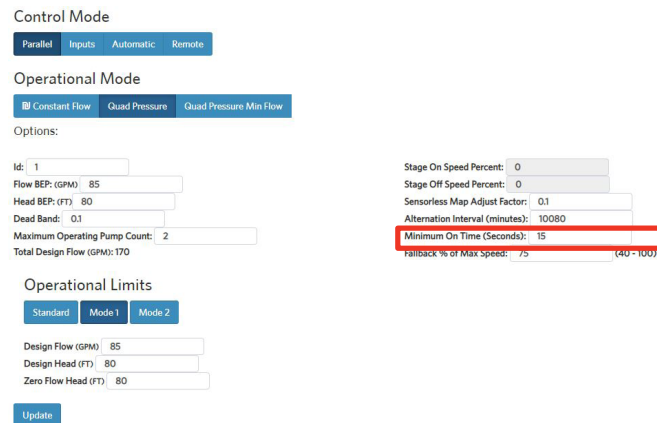 Control Mode
Parallel Inputs Automatic Remote
Operational Mode
Constant Flow Quad Pressure Quad Pressure Min Flow
Options:
Id: 1
Flow BEP: (GPM) 85
Head BEP: (FT) 80
Dead Band: 0.1
Maximum Operating Pump Count: 2
Total Design Flow (GPM): 170
Stage On Speed Percent: 0
Stage Off Speed Percent: 0
Sensorless Map Adjust Factor: 0.1
Alternation Interval (minutes): 10080
Minimum On Time (Seconds): 15
Fallback % of Max Speed: 75 (40 - 100)
Operational Limits
Standard Mode 1 Mode 2
Design Flow (GPM) 85
Design Head (FT) 80
Zero Flow Head (FT) 80
Update